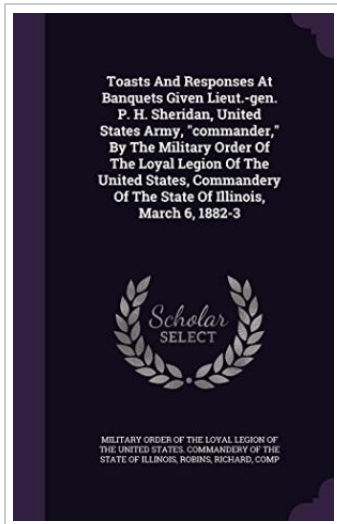 Toasts And Responses At
Banquets Given Lieut.-gen.
P. H. Sheridan, United
States Army, "commander,"
By The Military Order Of
The Loyal Legion Of The
United States, Commandery
Of The State Of Illinois,
March 6, 1882-3
Scholar
SELECT
MILITARY ORDER OF THE LOYAL LEGION OF
THE UNITED STATES. COMMANDERY OF THE
STATE OF ILLINOIS, ROBINS, RICHARD, COMP